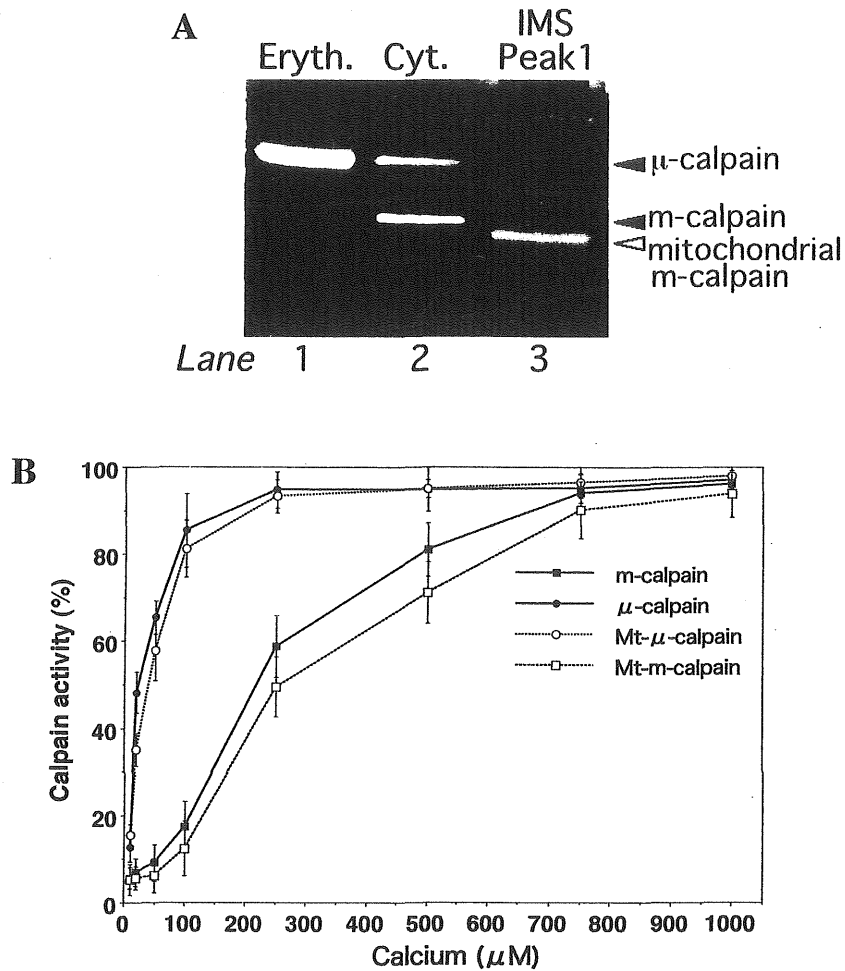 A
Eryth. Cyt. IMS Peak1
μ-calpain
m-calpain
mitochondrial
m-calpain
Lane 1 2 3
B
Calpain activity (%)
100
80
60
40
20
0
m-calpain
μ-calpain
Mt-μ-calpain
Mt-m-calpain
0 100 200 300 400 500 600 700 800 900 1000
Calcium (μM)